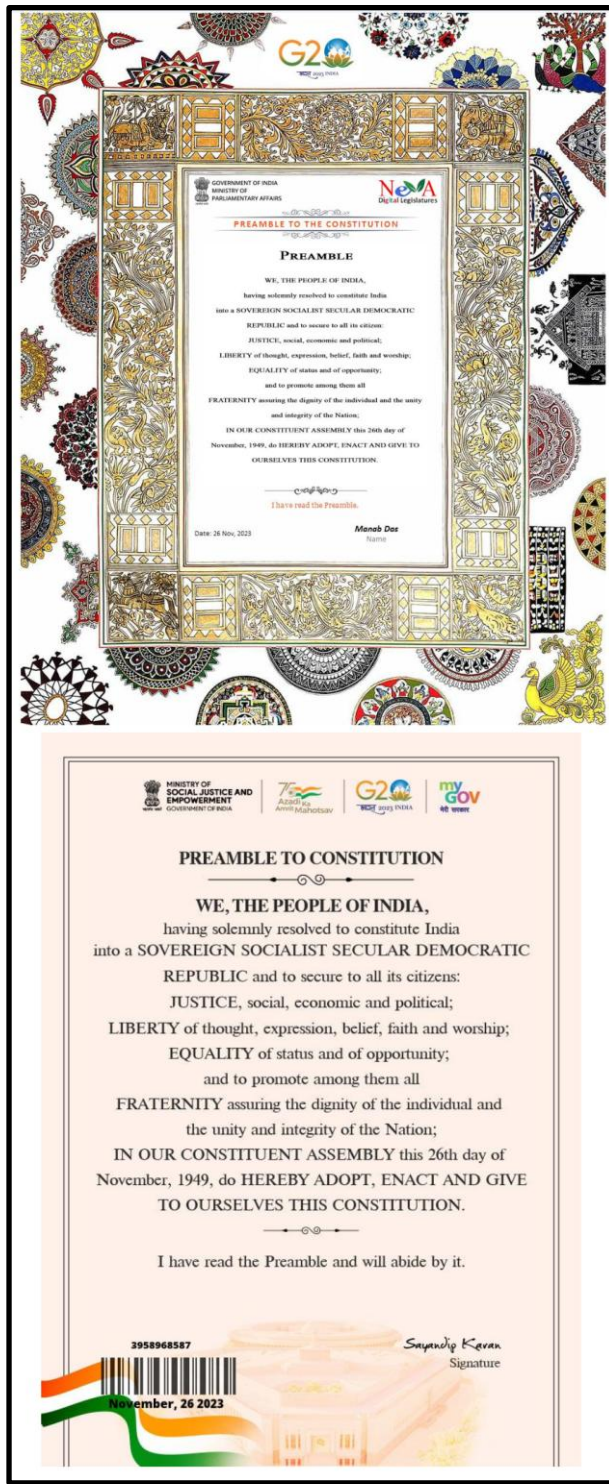 G20
भारत 2023 INDIA
GOVERNMENT OF INDIA
MINISTRY OF
PARLIAMENTARY AFFAIRS
NeVA
Digital Legislatures
PREAMBLE TO THE CONSTITUTION
PREAMBLE
WE, THE PEOPLE OF INDIA,
having solemnly resolved to constitute India
into a SOVEREIGN SOCIALIST SECULAR DEMOCRATIC
REPUBLIC and to secure to all its citizen:
JUSTICE, social, economic and political;
LIBERTY of thought, expression, belief, faith and worship;
EQUALITY of status and of opportunity;
and to promote among them all
FRATERNITY assuring the dignity of the individual and the unity
and integrity of the Nation;
IN OUR CONSTITUENT ASSEMBLY this 26th day of
November, 1949, do HEREBY ADOPT, ENACT AND GIVE TO
OURSELVES THIS CONSTITUTION.
I have read the Preamble.
Date: 26 Nov, 2023
Manab Das
Name
MINISTRY OF
SOCIAL JUSTICE AND
EMPOWERMENT
GOVERNMENT OF INDIA
75
Azadi Ka
Amrit Mahotsav
G20
भारत 2023 INDIA
my
GOV
मेरी सरकार
PREAMBLE TO CONSTITUTION
WE, THE PEOPLE OF INDIA,
having solemnly resolved to constitute India
into a SOVEREIGN SOCIALIST SECULAR DEMOCRATIC
REPUBLIC and to secure to all its citizens:
JUSTICE, social, economic and political;
LIBERTY of thought, expression, belief, faith and worship;
EQUALITY of status and of opportunity;
and to promote among them all
FRATERNITY assuring the dignity of the individual and
the unity and integrity of the Nation;
IN OUR CONSTITUENT ASSEMBLY this 26th day of
November, 1949, do HEREBY ADOPT, ENACT AND GIVE
TO OURSELVES THIS CONSTITUTION.
I have read the Preamble and will abide by it.
3958968587
November, 26 2023
Sayandip Karan
Signature